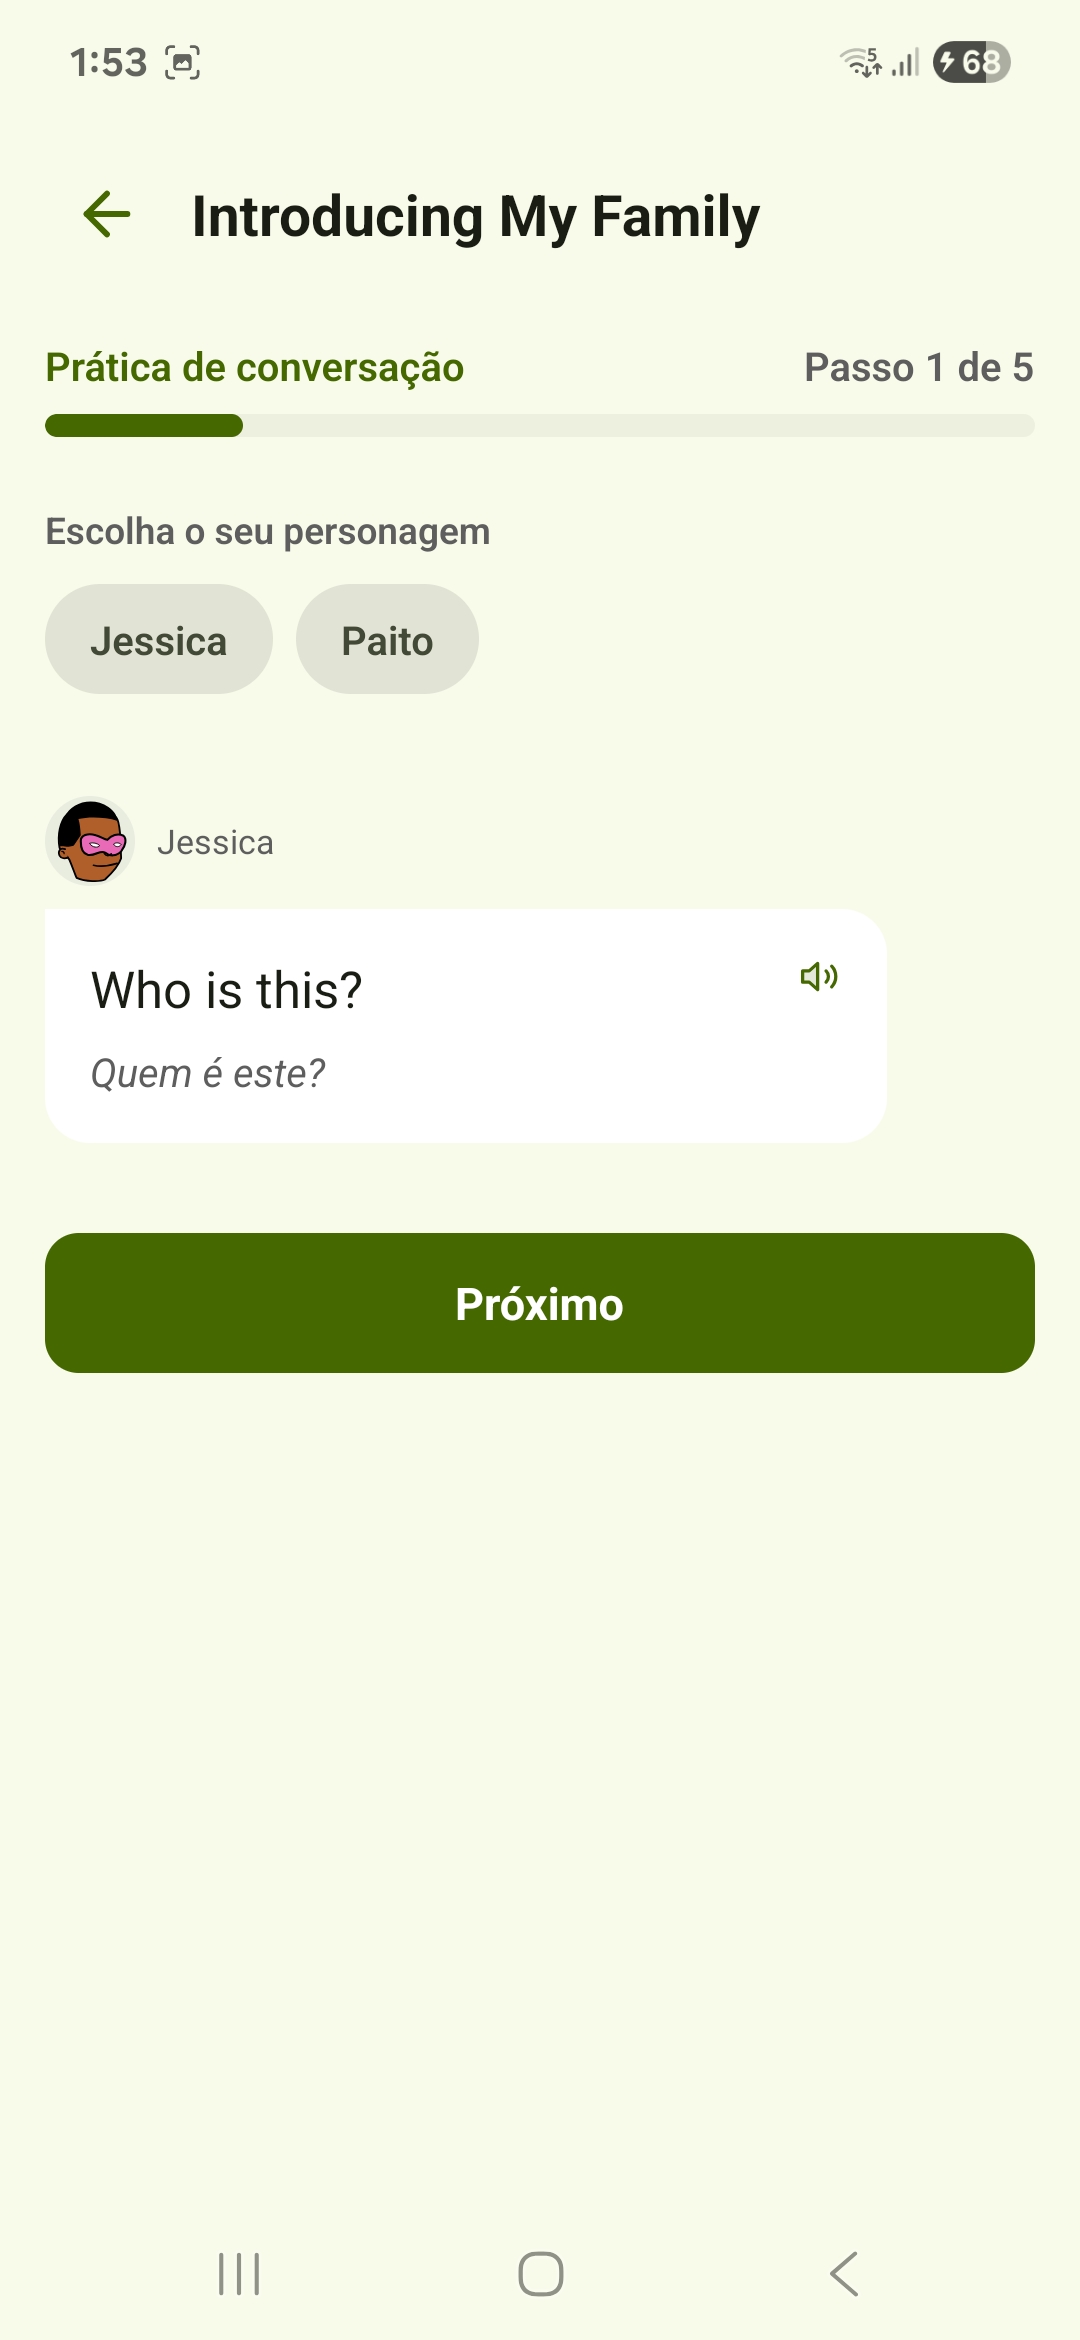 1:53
5
68
Introducing My Family
Prática de conversação
Passo 1 de 5
Escolha o seu personagem
Jessica
Paito
Jessica
Who is this?
Quem é este?
Próximo